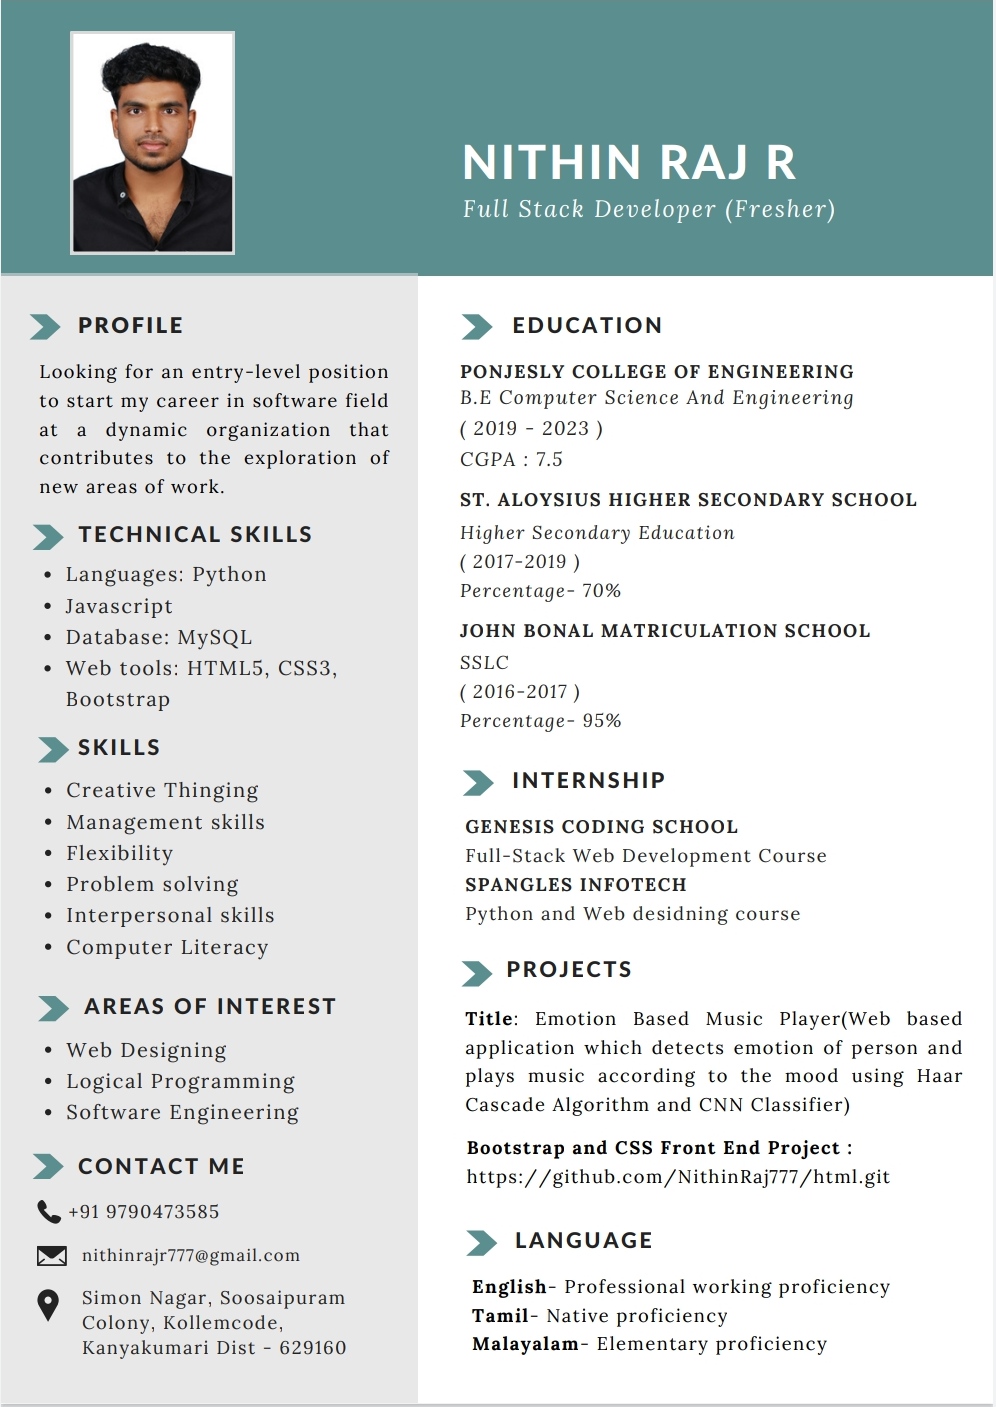 NITHIN RAJ R
Full Stack Developer (Fresher)
PROFILE
Looking for an entry-level position
to start my career in software field
at a dynamic organization that
contributes to the exploration of
new areas of work.
TECHNICAL SKILLS
• Languages: Python
• Javascript
• Database: MySQL
• Web tools: HTML5, CSS3,
Bootstrap
SKILLS
• Creative Thinging
• Management skills
• Flexibility
• Problem solving
• Interpersonal skills
• Computer Literacy
AREAS OF INTEREST
• Web Designing
• Logical Programming
• Software Engineering
CONTACT ME
+91 9790473585
nithinrajr777@gmail.com
Simon Nagar, Soosaipuram
Colony, Kollemcode,
Kanyakumari Dist - 629160
EDUCATION
PONJESLY COLLEGE OF ENGINEERING
B.E Computer Science And Engineering
( 2019 - 2023 )
CGPA : 7.5
ST. ALOYSIUS HIGHER SECONDARY SCHOOL
Higher Secondary Education
( 2017-2019 )
Percentage- 70%
JOHN BONAL MATRICULATION SCHOOL
SSLC
( 2016-2017 )
Percentage- 95%
INTERNSHIP
GENESIS CODING SCHOOL
Full-Stack Web Development Course
SPANGLES INFOTECH
Python and Web desidning course
PROJECTS
Title: Emotion Based Music Player(Web based
application which detects emotion of person and
plays music according to the mood using Haar
Cascade Algorithm and CNN Classifier)
Bootstrap and CSS Front End Project :
https://github.com/NithinRaj777/html.git
LANGUAGE
English- Professional working proficiency
Tamil- Native proficiency
Malayalam- Elementary proficiency